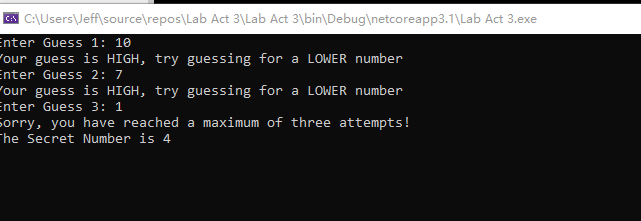 C:\Users\Jeff\source\repos\Lab Act 3\Lab Act 3\bin\Debug\netcoreapp3.1\Lab Act 3.exe
Enter Guess 1: 10
Your guess is HIGH, try guessing for a LOWER number
Enter Guess 2: 7
Your guess is HIGH, try guessing for a LOWER number
Enter Guess 3: 1
Sorry, you have reached a maximum of three attempts!
The Secret Number is 4